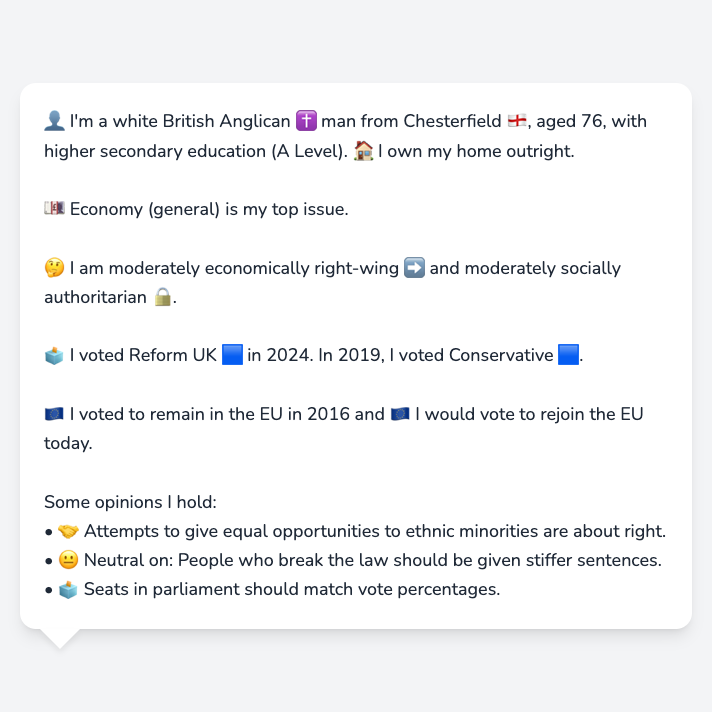 👤 I'm a white British Anglican ✝️ man from Chesterfield 🏴󠁧󠁢󠁥󠁮󠁧󠁿, aged 76, with
higher secondary education (A Level). 🏠 I own my home outright.
💷 Economy (general) is my top issue.
🤔 I am moderately economically right-wing ➡️ and moderately socially
authoritarian 🔒.
🗳️ I voted Reform UK 🟦 in 2024. In 2019, I voted Conservative 🟦.
🇪🇺 I voted to remain in the EU in 2016 and 🇪🇺 I would vote to rejoin the EU
today.
Some opinions I hold:
• 🤝 Attempts to give equal opportunities to ethnic minorities are about right.
• 😐 Neutral on: People who break the law should be given stiffer sentences.
• 🗳️ Seats in parliament should match vote percentages.